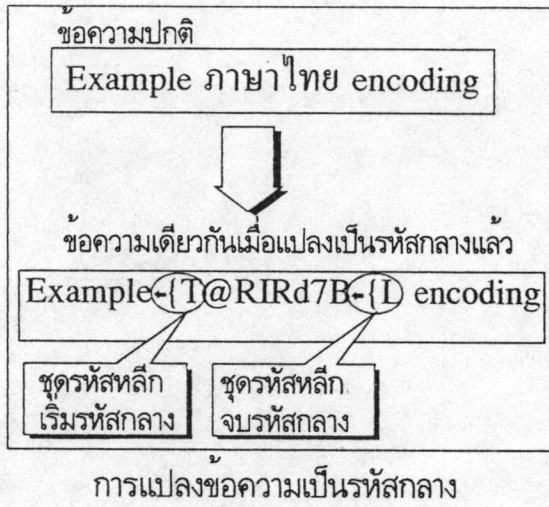 ข้อความปกติ
Example ภาษาไทย encoding
ข้อความเดียวกันเมื่อแปลงเป็นรหัสกลางแล้ว
Example←{T@RIRd7B←{L encoding
ชุดรหัสหลีก
เริ่มรหัสกลาง
ชุดรหัสหลีก
จบรหัสกลาง
การแปลงข้อความเป็นรหัสกลาง